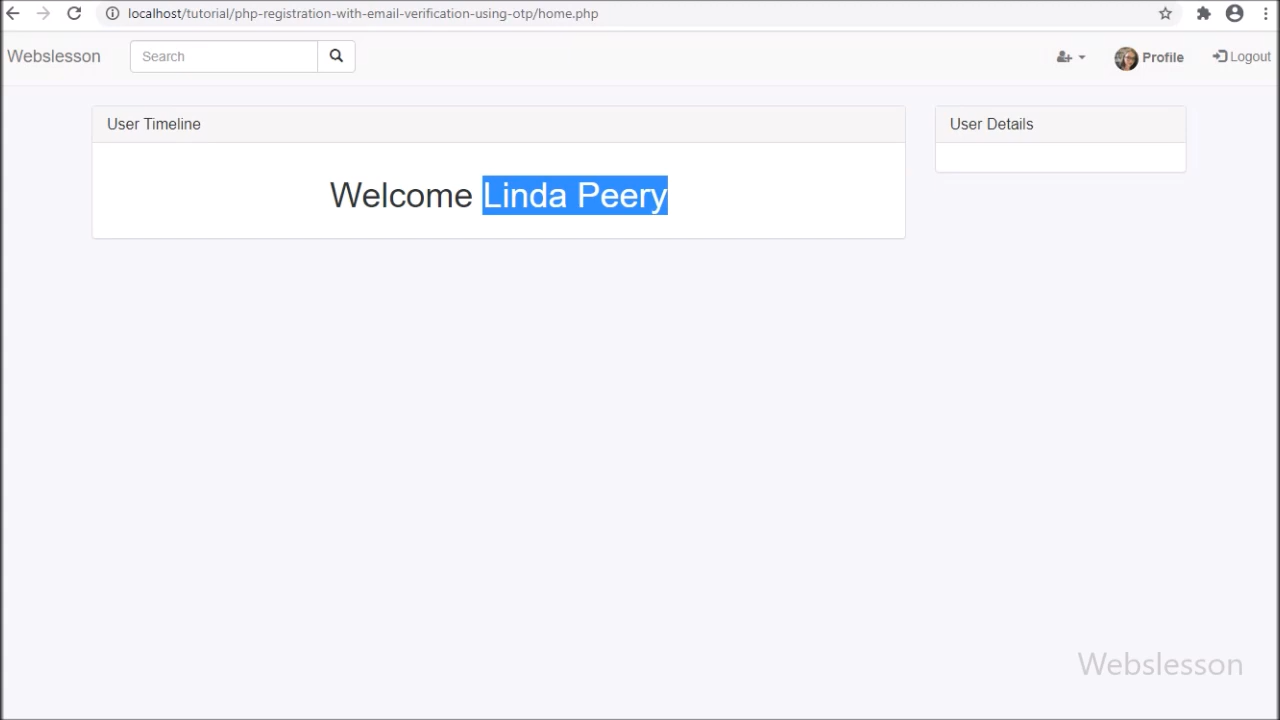 localhost/tutorial/php-registration-with-email-verification-using-otp/home.php
Webslesson
Search
Profile
Logout
User Timeline
User Details
Welcome Linda Peery
Webslesson